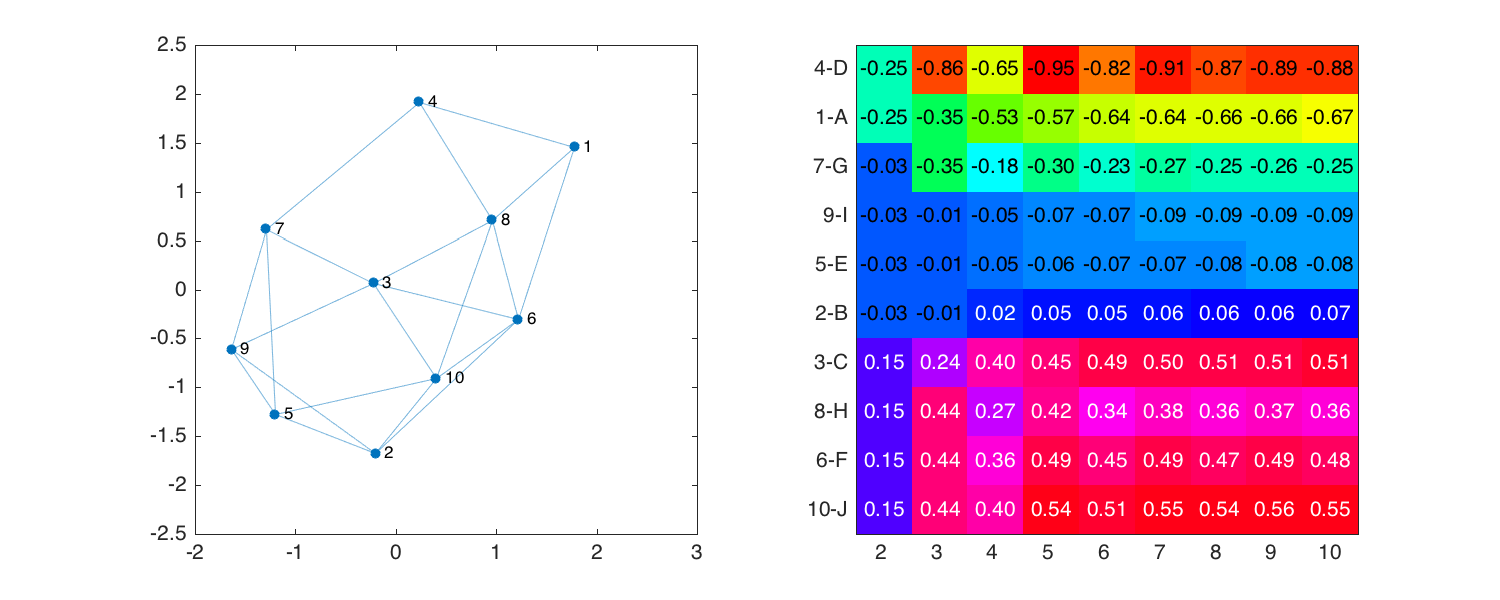 2.5
2
1.5
1
0.5
0
-0.5
-1
-1.5
-2
-2.5
-2 -1 0 1 2 3
4
1
8
7
3
6
9
10
5
2
4-D -0.25 -0.86 -0.65 -0.95 -0.82 -0.91 -0.87 -0.89 -0.88
1-A -0.25 -0.35 -0.53 -0.57 -0.64 -0.64 -0.66 -0.66 -0.67
7-G -0.03 -0.35 -0.18 -0.30 -0.23 -0.27 -0.25 -0.26 -0.25
9-I -0.03 -0.01 -0.05 -0.07 -0.07 -0.09 -0.09 -0.09 -0.09
5-E -0.03 -0.01 -0.05 -0.06 -0.07 -0.07 -0.08 -0.08 -0.08
2-B -0.03 -0.01 0.02 0.05 0.05 0.06 0.06 0.06 0.07
3-C 0.15 0.24 0.40 0.45 0.49 0.50 0.51 0.51 0.51
8-H 0.15 0.44 0.27 0.42 0.34 0.38 0.36 0.37 0.36
6-F 0.15 0.44 0.36 0.49 0.45 0.49 0.47 0.49 0.48
10-J 0.15 0.44 0.40 0.54 0.51 0.55 0.54 0.56 0.55
2 3 4 5 6 7 8 9 10